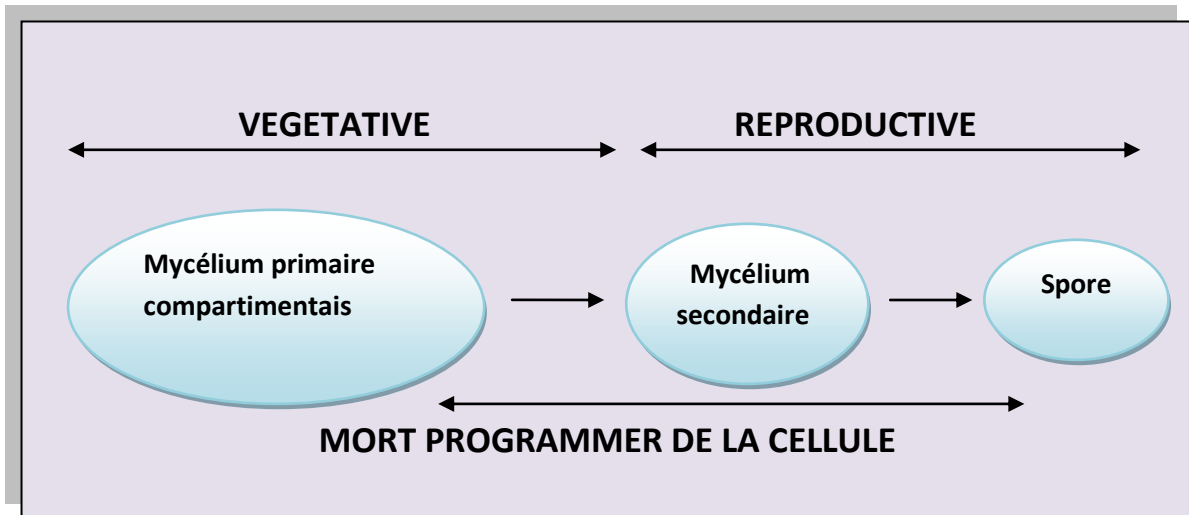 VEGETATIVE
REPRODUCTIVE
Mycélium primaire
compartimentais
Mycélium
secondaire
Spore
MORT PROGRAMMER DE LA CELLULE